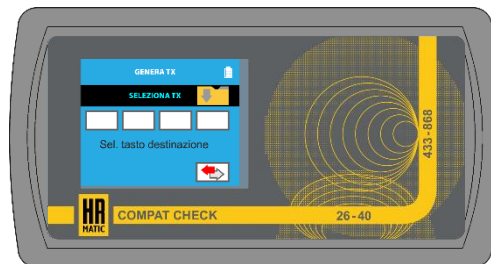 GENERA TX
SELEZIONA TX
Sel. tasto destinazione
433-868
HR
MATIC
COMPAT CHECK
26-40